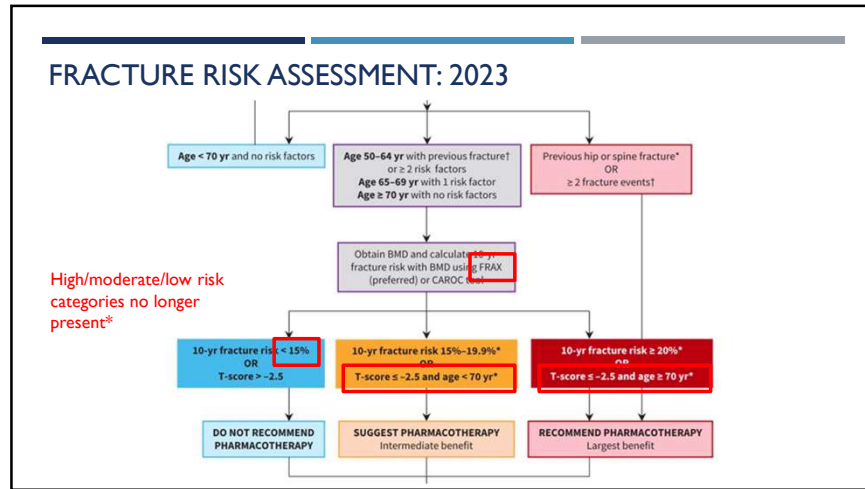 FRACTURE RISK ASSESSMENT: 2023
Age < 70 yr and no risk factors
Age 50–64 yr with previous fracture†
or ≥ 2 risk factors
Age 65–69 yr with 1 risk factor
Age ≥ 70 yr with no risk factors
Previous hip or spine fracture*
OR
≥ 2 fracture events†
Obtain BMD and calculate 10-yr
fracture risk with BMD using FRAX
(preferred) or CAROC tool
High/moderate/low risk
categories no longer
present*
10-yr fracture risk < 15%
OR
T-score > –2.5
10-yr fracture risk 15%–19.9%*
OR
T-score ≤ –2.5 and age < 70 yr*
10-yr fracture risk ≥ 20%*
OR
T-score ≤ –2.5 and age ≥ 70 yr*
DO NOT RECOMMEND
PHARMACOTHERAPY
SUGGEST PHARMACOTHERAPY
Intermediate benefit
RECOMMEND PHARMACOTHERAPY
Largest benefit